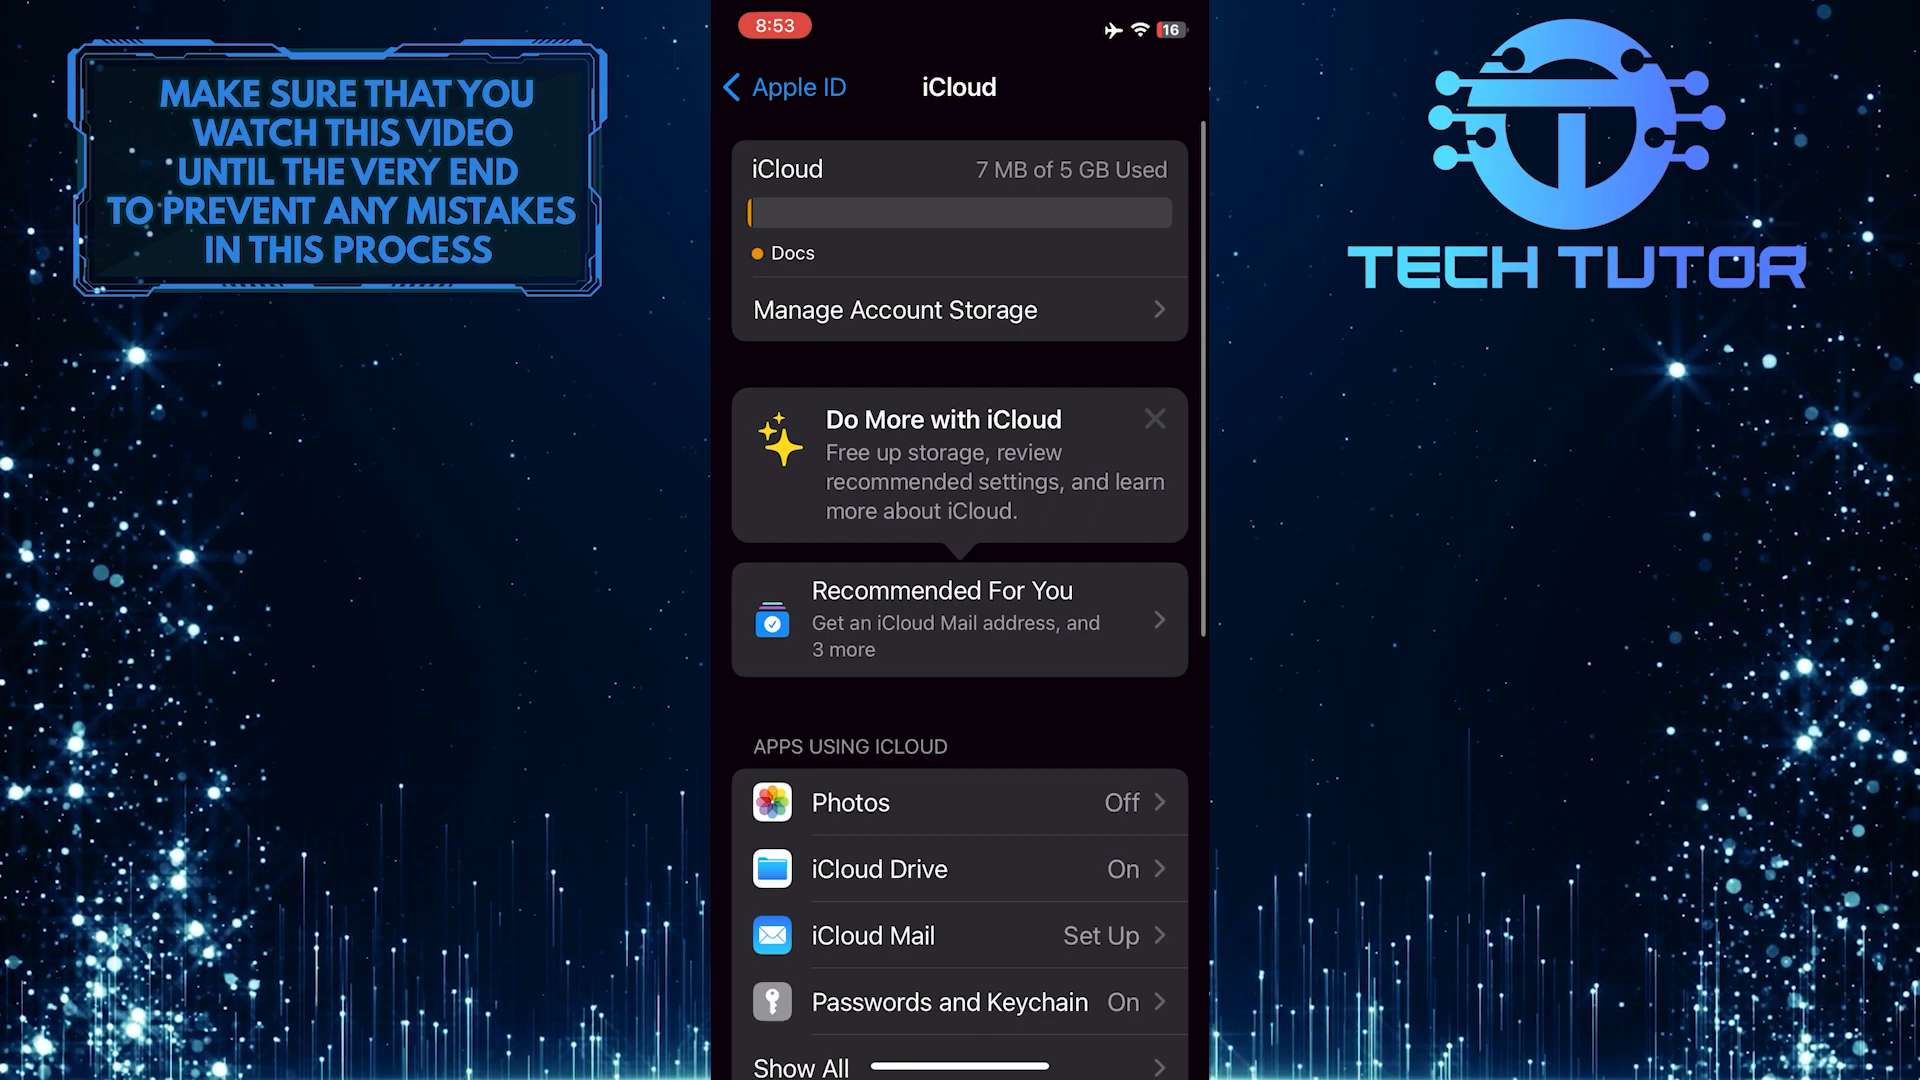 MAKE SURE THAT YOU
WATCH THIS VIDEO
UNTIL THE VERY END
TO PREVENT ANY MISTAKES
IN THIS PROCESS
8:53
16
Apple ID
iCloud
iCloud
7 MB of 5 GB Used
Docs
Manage Account Storage
Do More with iCloud
Free up storage, review
recommended settings, and learn
more about iCloud.
Recommended For You
Get an iCloud Mail address, and
3 more
APPS USING ICLOUD
Photos
Off
iCloud Drive
On
iCloud Mail
Set Up
Passwords and Keychain
On
Show All
TECH TUTOR